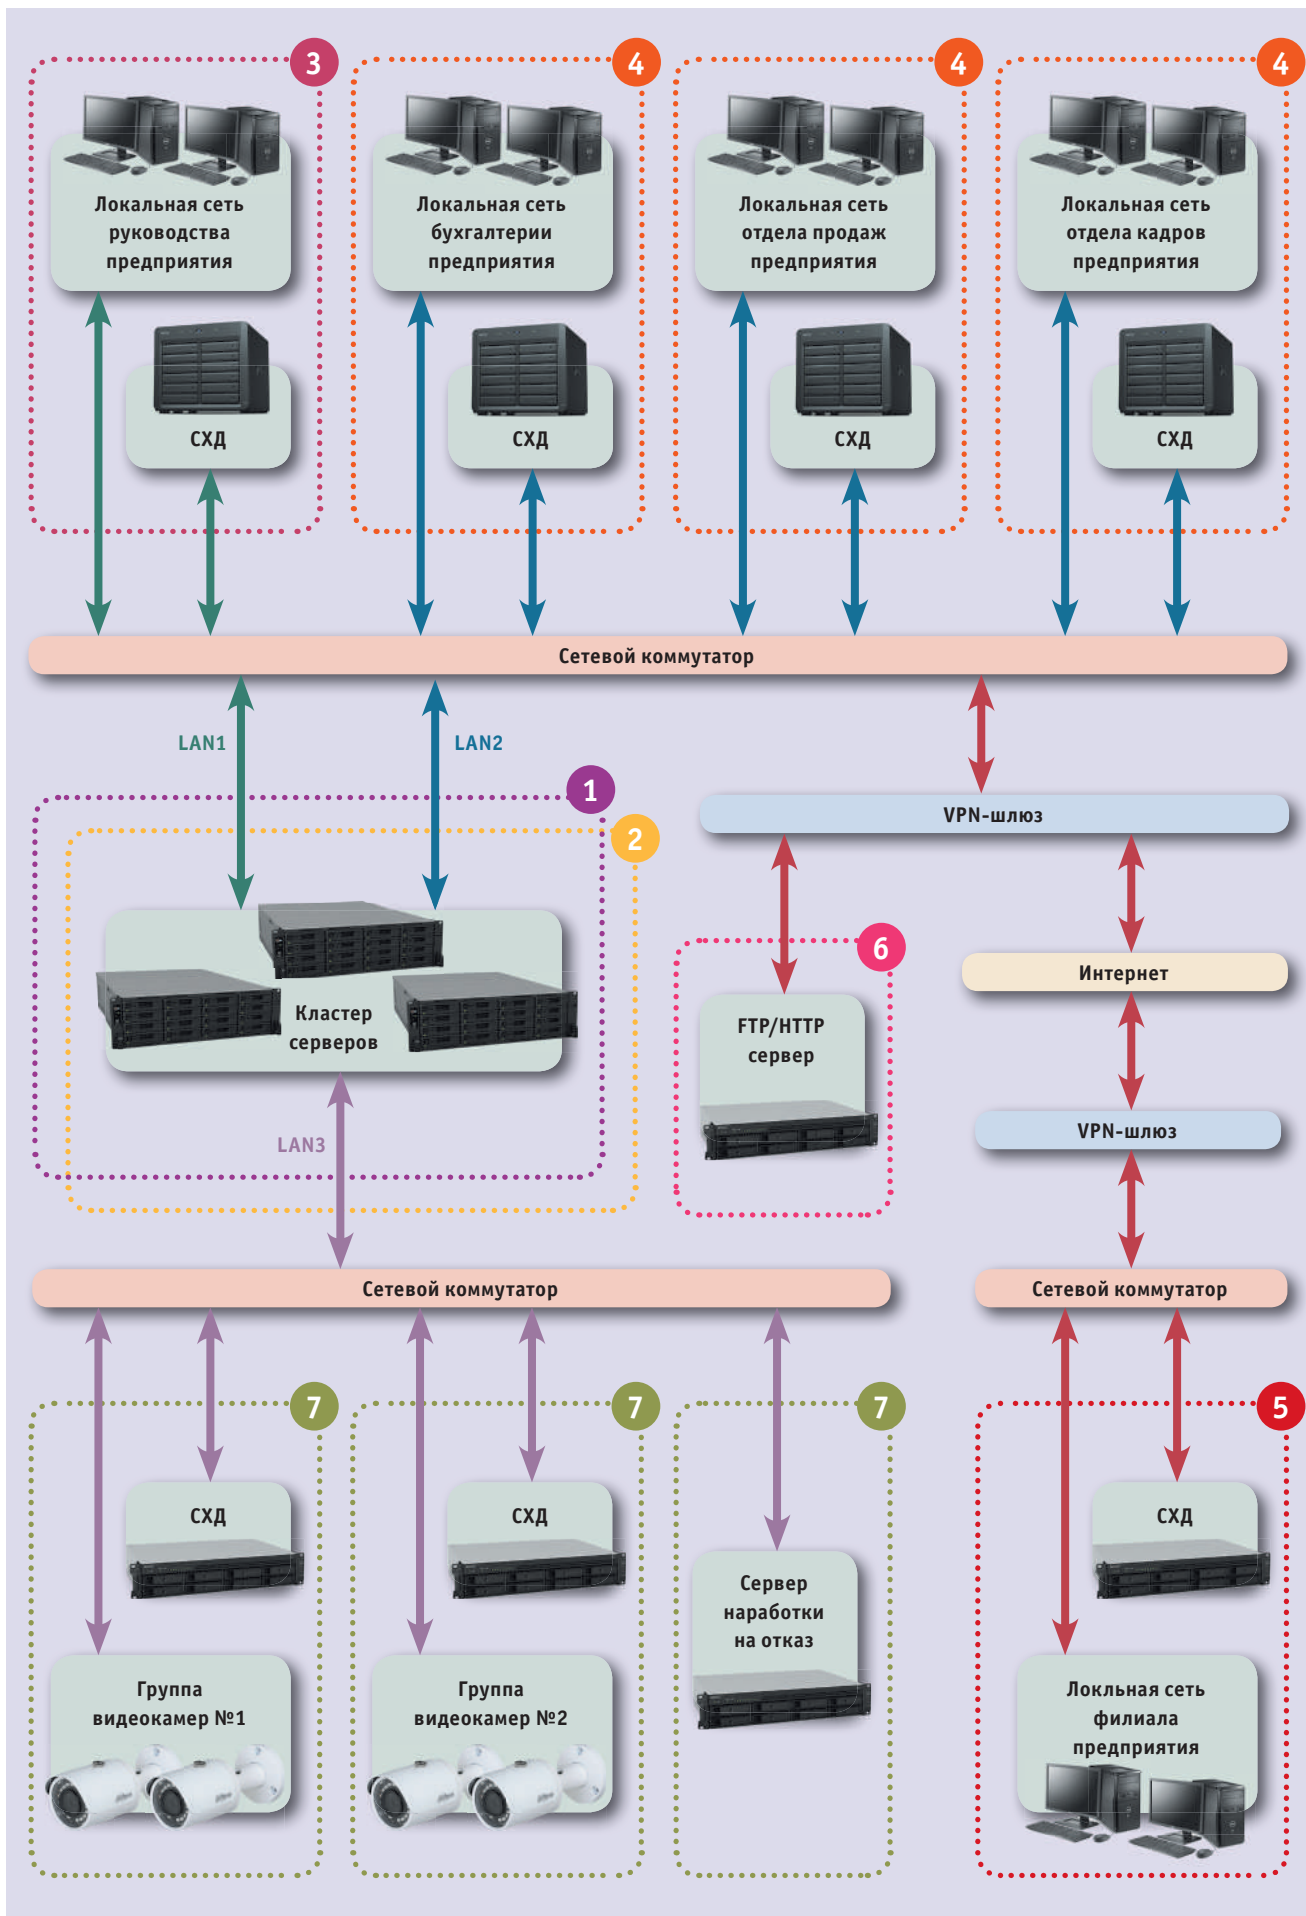 3
4
4
4
Локальная сеть
руководства
предприятия
Локальная сеть
бухгалтерии
предприятия
Локальная сеть
отдела продаж
предприятия
Локальная сеть
отдела кадров
предприятия
СХД
СХД
СХД
СХД
Сетевой коммутатор
LAN1
LAN2
1
2
VPN-шлюз
6
Интернет
Кластер
серверов
FTP/HTTP
сервер
LAN3
VPN-шлюз
Сетевой коммутатор
Сетевой коммутатор
7
7
7
5
СХД
СХД
СХД
Сервер
наработки
на отказ
Группа
видеокамер №1
Группа
видеокамер №2
Локльная сеть
филиала
предприятия